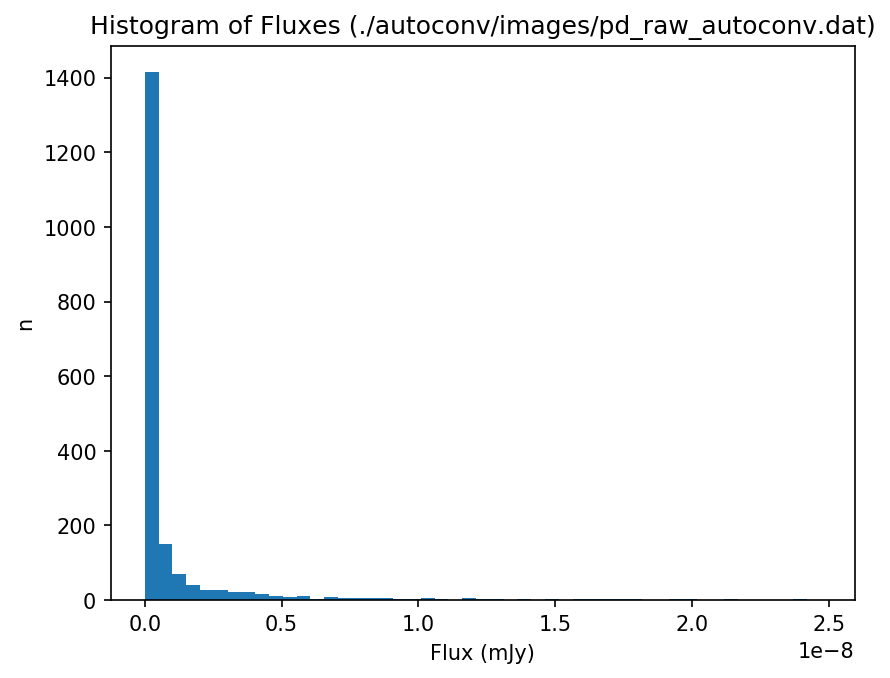 Histogram of Fluxes (./autoconv/images/pd_raw_autoconv.dat)
1400
1200
1000
800
600
400
200
0
n
0.0 0.5 1.0 1.5 2.0 2.5
1e−8
Flux (mJy)